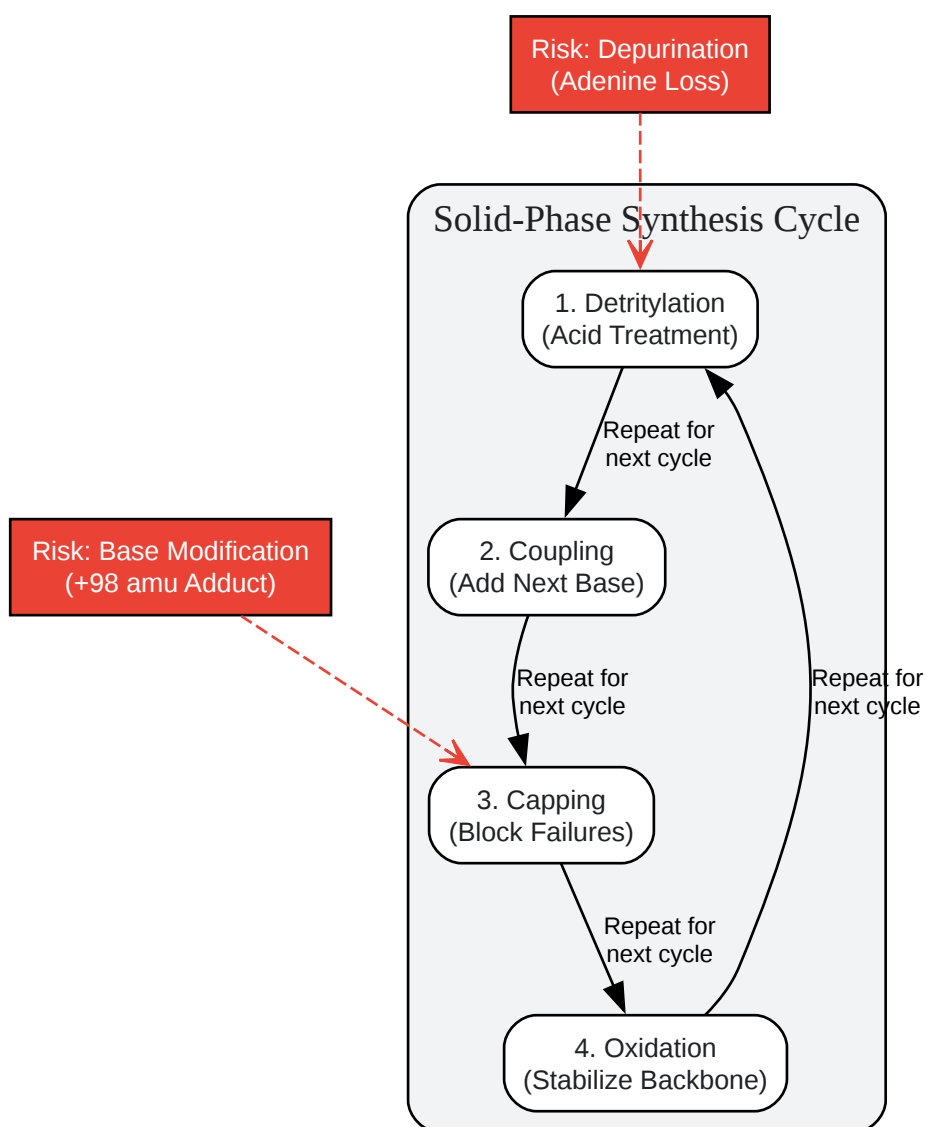 Risk: Depurination
(Adenine Loss)
Solid-Phase Synthesis Cycle
1. Detritylation
(Acid Treatment)
Repeat for
next cycle
Risk: Base Modification
(+98 amu Adduct)
2. Coupling
(Add Next Base)
Repeat for
next cycle
Repeat for
next cycle
3. Capping
(Block Failures)
Repeat for
next cycle
4. Oxidation
(Stabilize Backbone)